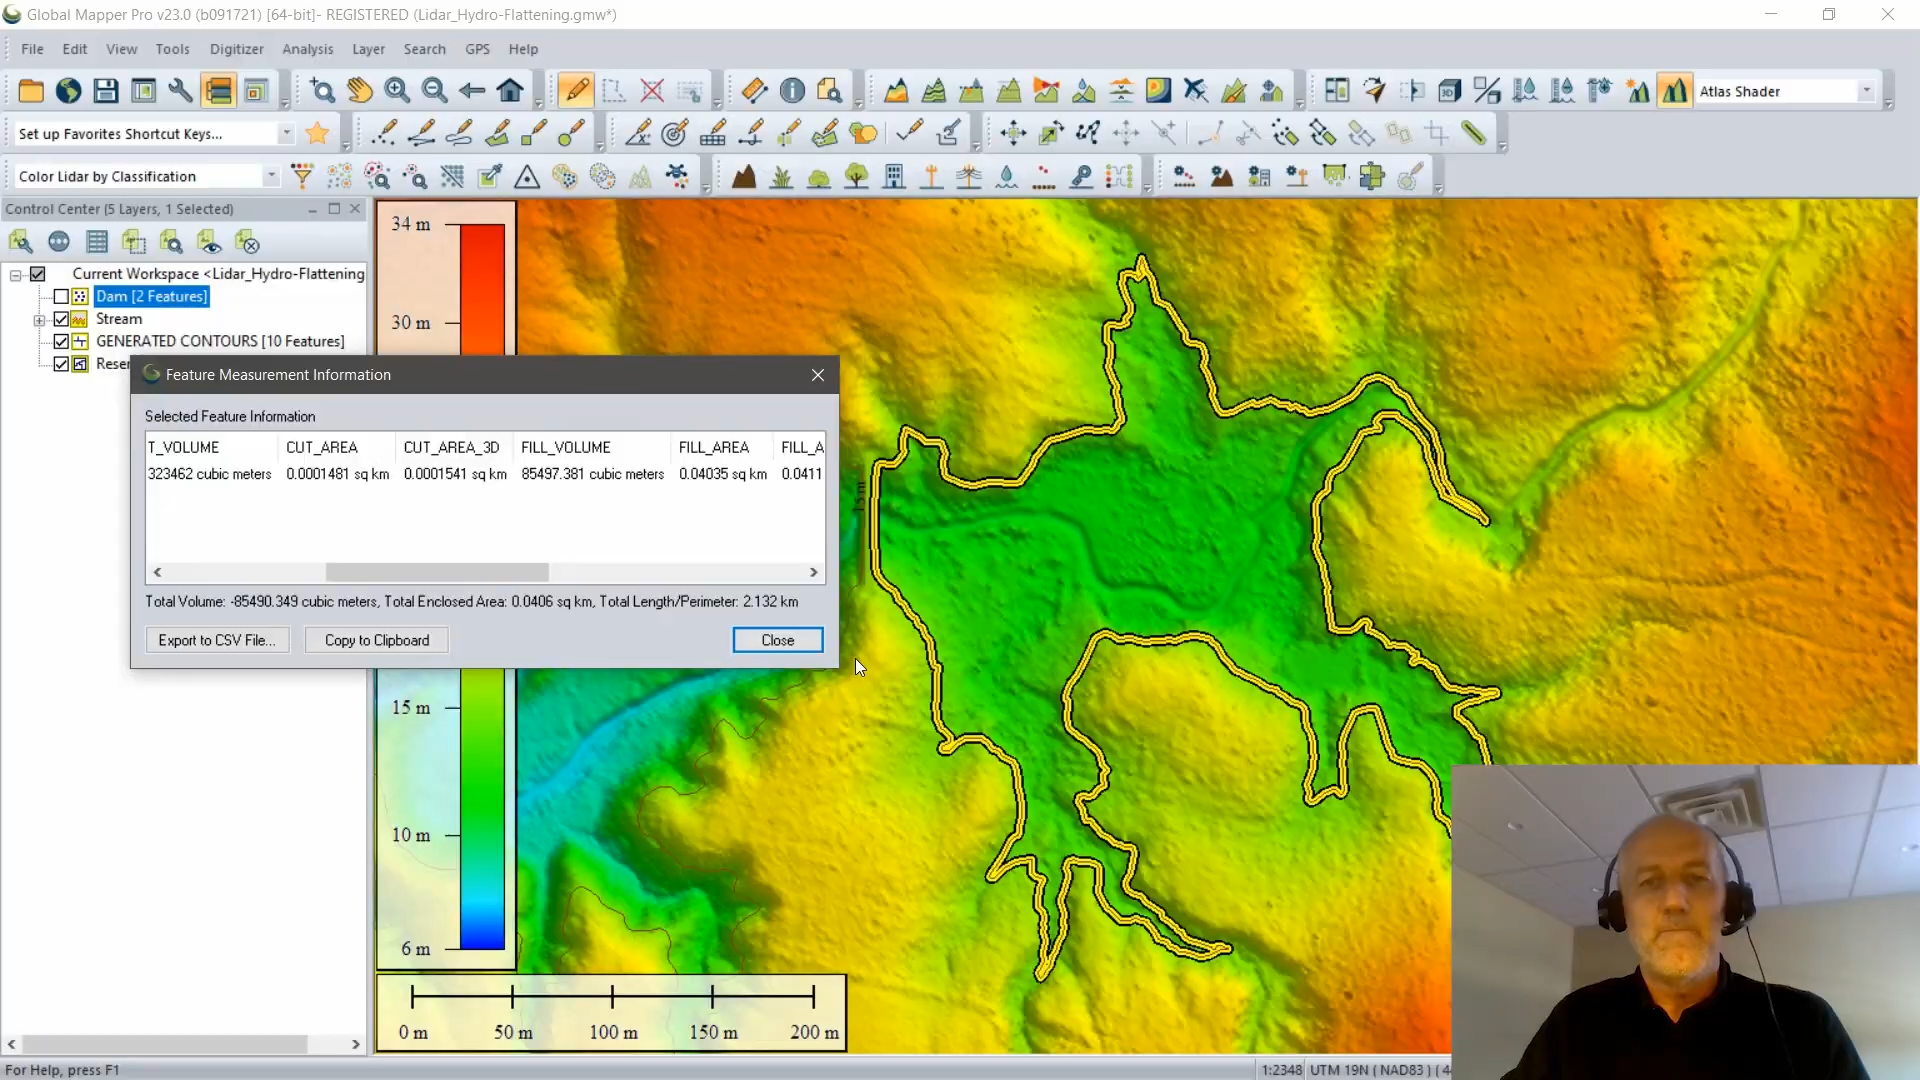 Global Mapper Pro v23.0 (b091721) [64-bit]- REGISTERED (Lidar_Hydro-Flattening.gmw*)
File Edit View Tools Digitizer Analysis Layer Search GPS Help
Atlas Shader
Set up Favorites Shortcut Keys...
Color Lidar by Classification
Control Center (5 Layers, 1 Selected)
Current Workspace <Lidar_Hydro-Flattening
Dam [2 Features]
Stream
GENERATED CONTOURS [10 Features]
Reser
Feature Measurement Information
Selected Feature Information
T_VOLUME CUT_AREA CUT_AREA_3D FILL_VOLUME FILL_AREA FILL_A
323462 cubic meters 0.0001481 sq km 0.0001541 sq km 85497.381 cubic meters 0.04035 sq km 0.0411
Total Volume: -85490.349 cubic meters, Total Enclosed Area: 0.0406 sq km, Total Length/Perimeter: 2.132 km
Export to CSV File... Copy to Clipboard Close
34 m
30 m
15 m
10 m
6 m
15 m
0 m 50 m 100 m 150 m 200 m
For Help, press F1
1:2348 UTM 19N ( NAD83 ) ( 4